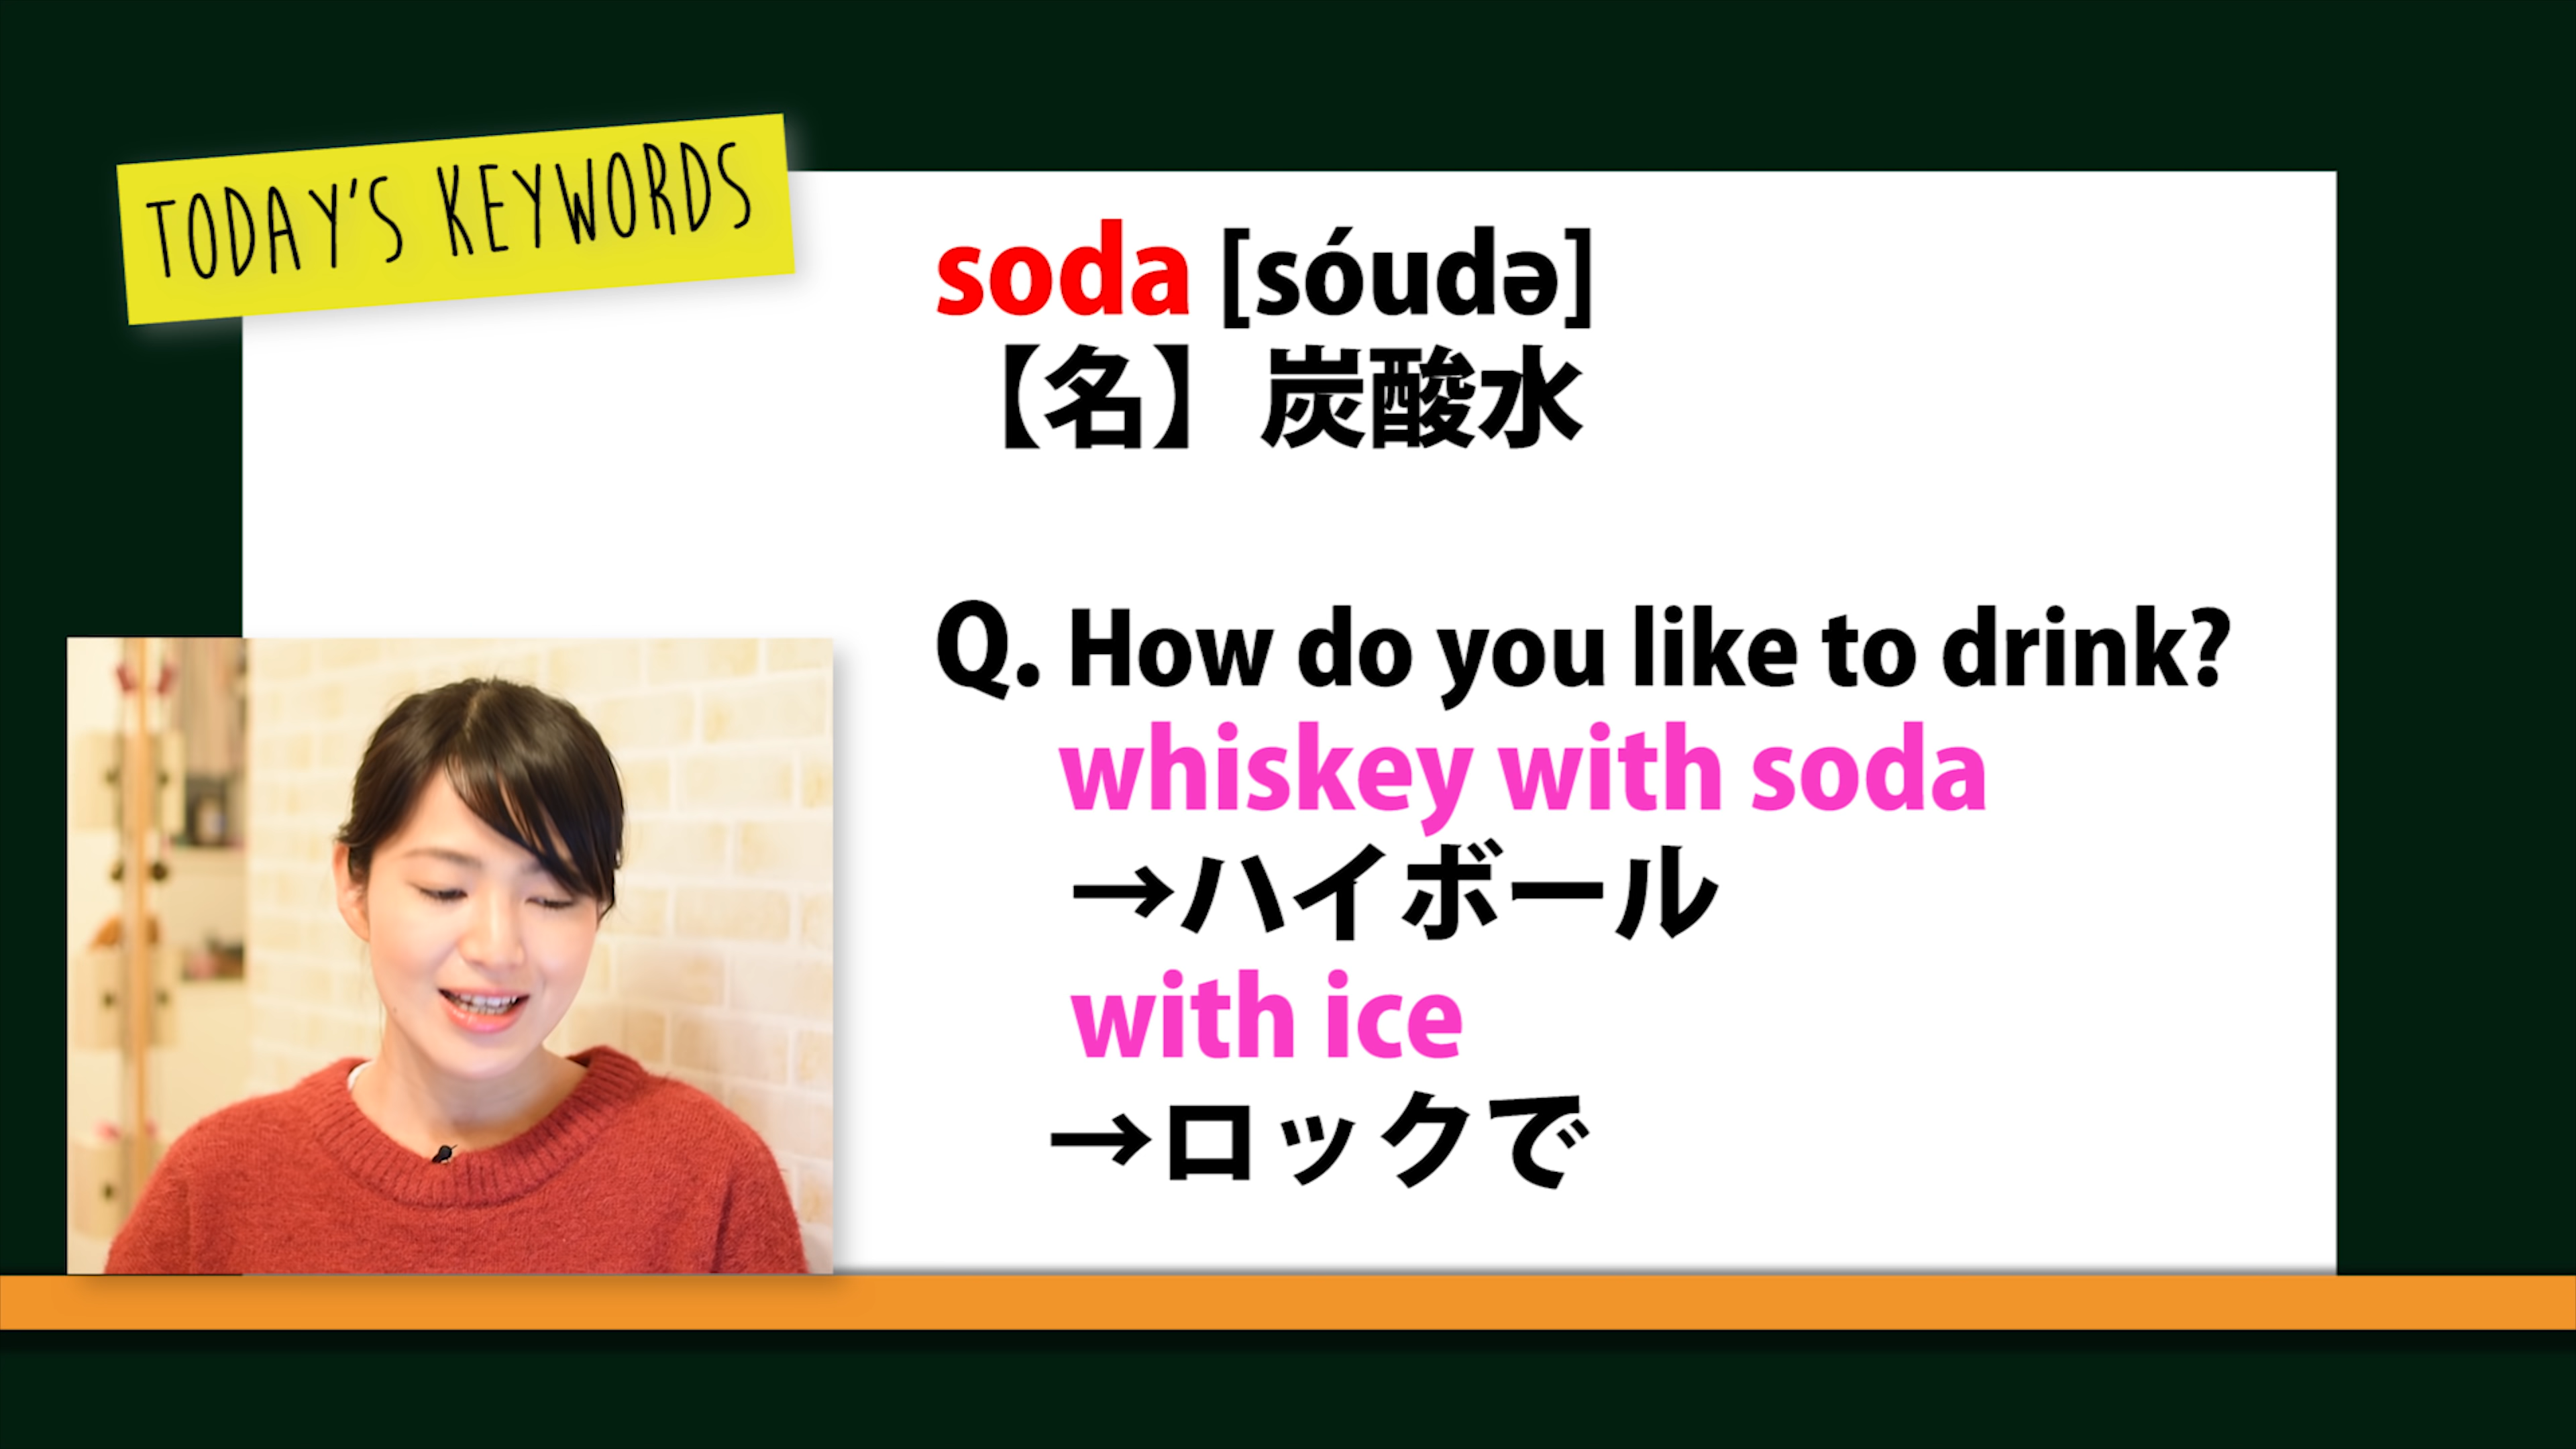 TODAY'S KEYWORDS
soda [sóudə]
【名】炭酸水
Q. How do you like to drink?
whiskey with soda
→ハイボール
with ice
→ロックで